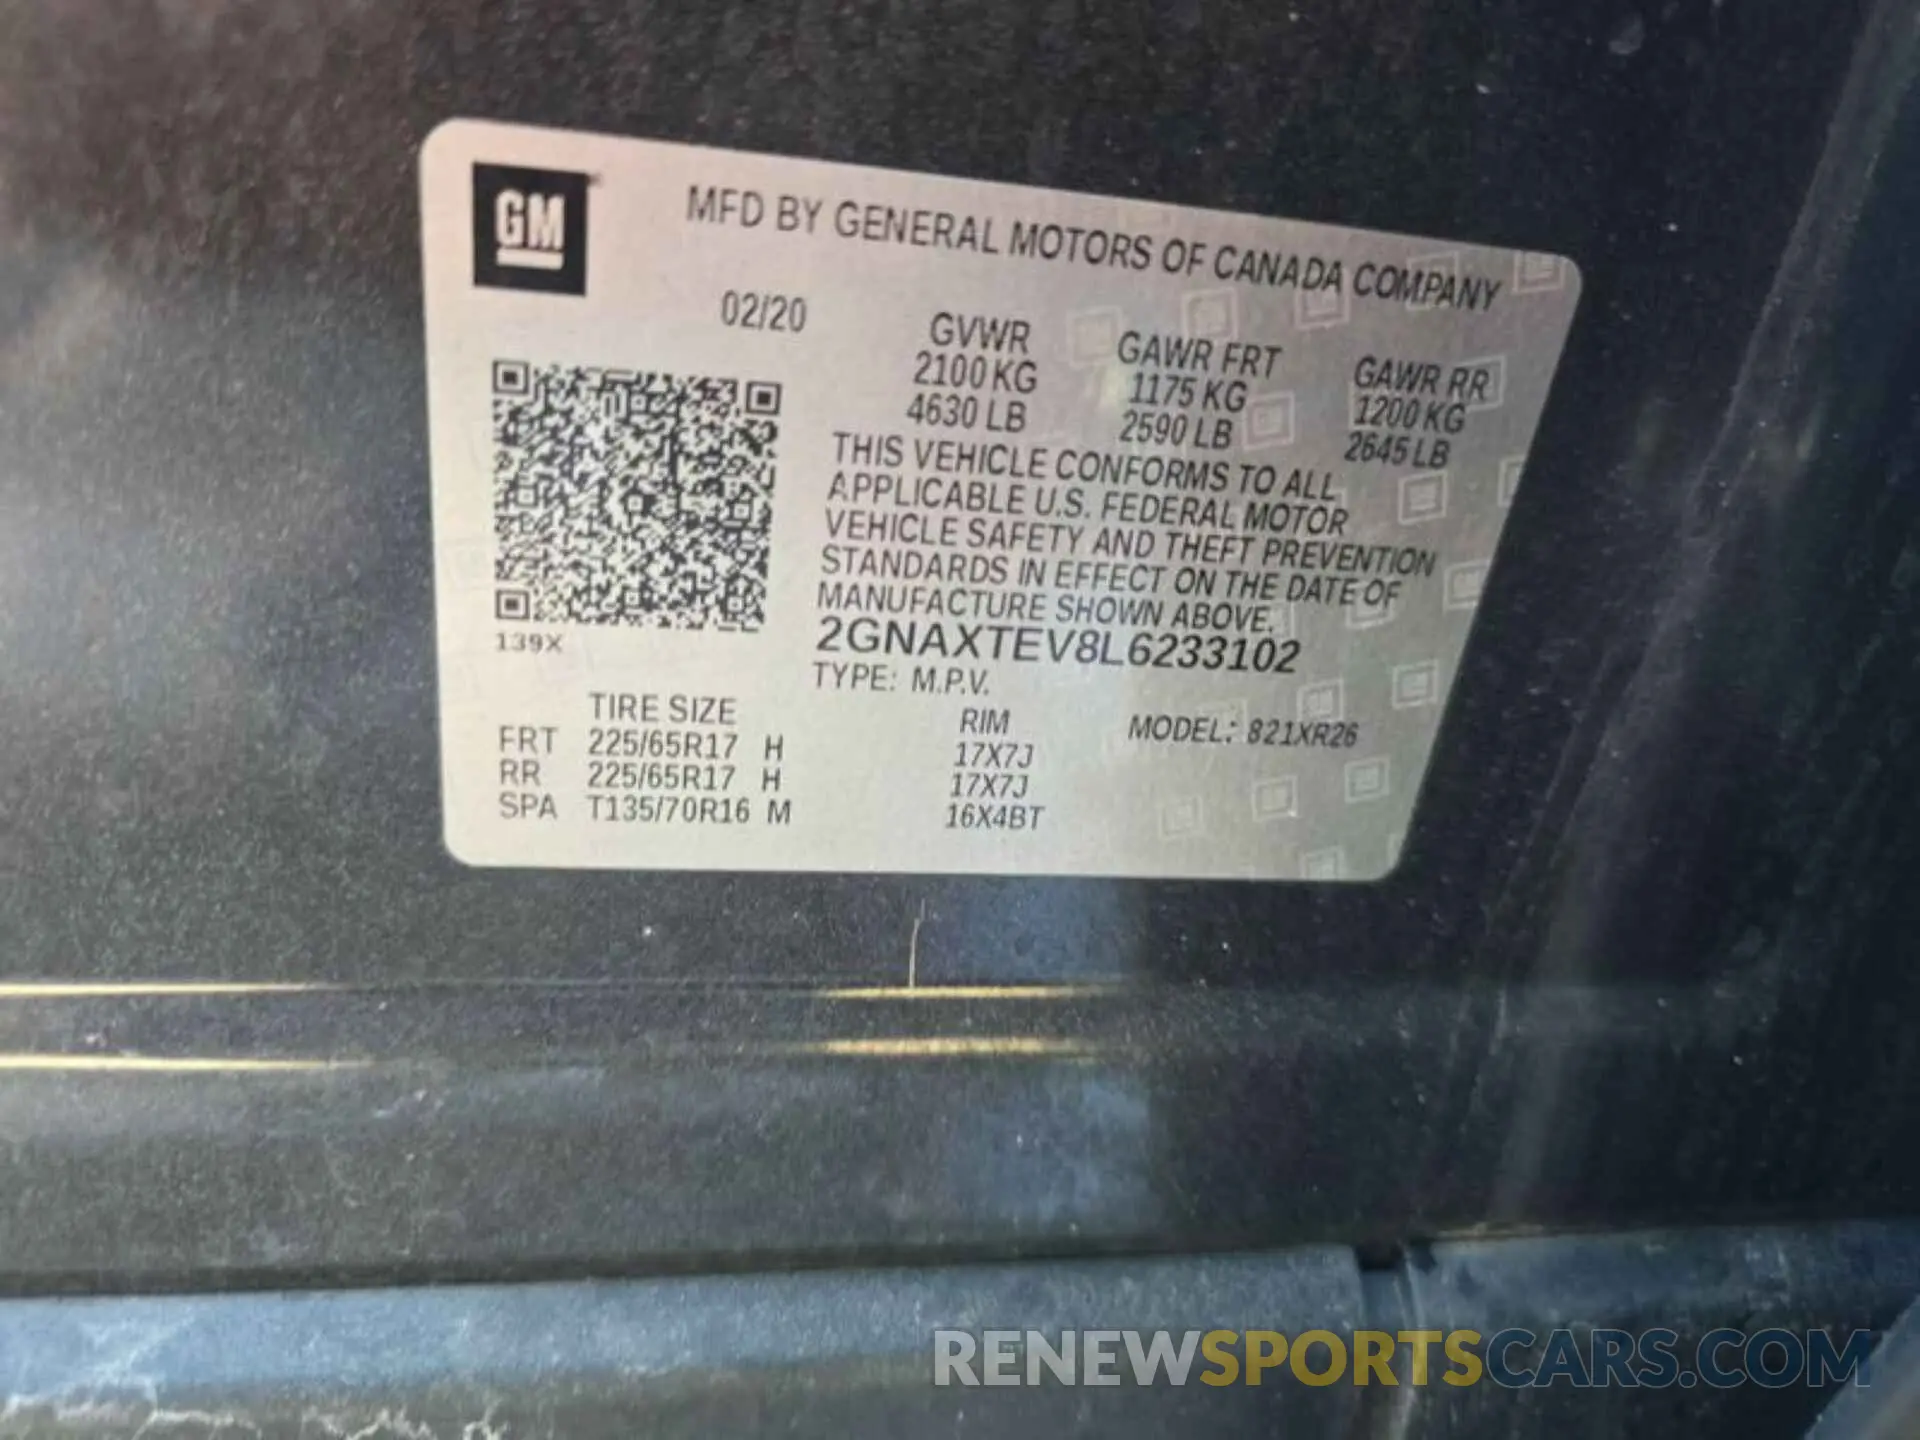 GM
MFD BY GENERAL MOTORS OF CANADA COMPANY
02/20
GVWR
2100 KG
4630 LB
GAWR FRT
1175 KG
2590 LB
GAWR RR
1200 KG
2645 LB
THIS VEHICLE CONFORMS TO ALL
APPLICABLE U.S. FEDERAL MOTOR
VEHICLE SAFETY AND THEFT PREVENTION
STANDARDS IN EFFECT ON THE DATE OF
MANUFACTURE SHOWN ABOVE.
2GNAXTEV8L6233102
139X
TYPE: M.P.V.
TIRE SIZE RIM MODEL: 821XR26
FRT 225/65R17 H 17X7J
RR 225/65R17 H 17X7J
SPA T135/70R16 M 16X4BT
RENEWSPORTSCARS.COM